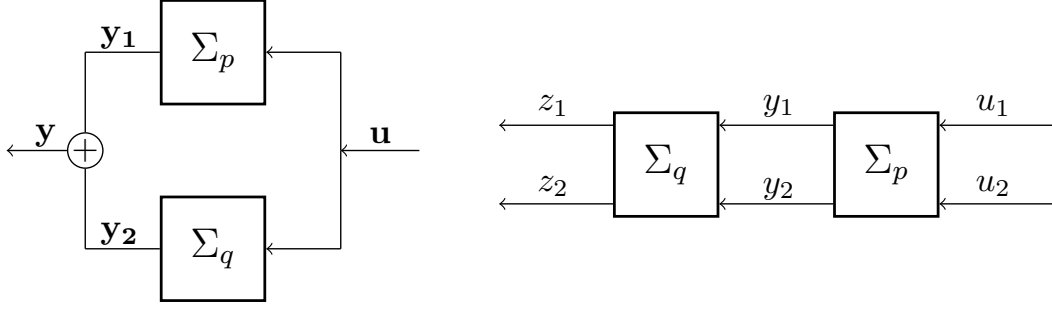 y₁ Σₚ
y + u
y₂ Σ_q
z₁ y₁ u₁
Σ_q Σₚ
z₂ y₂ u₂